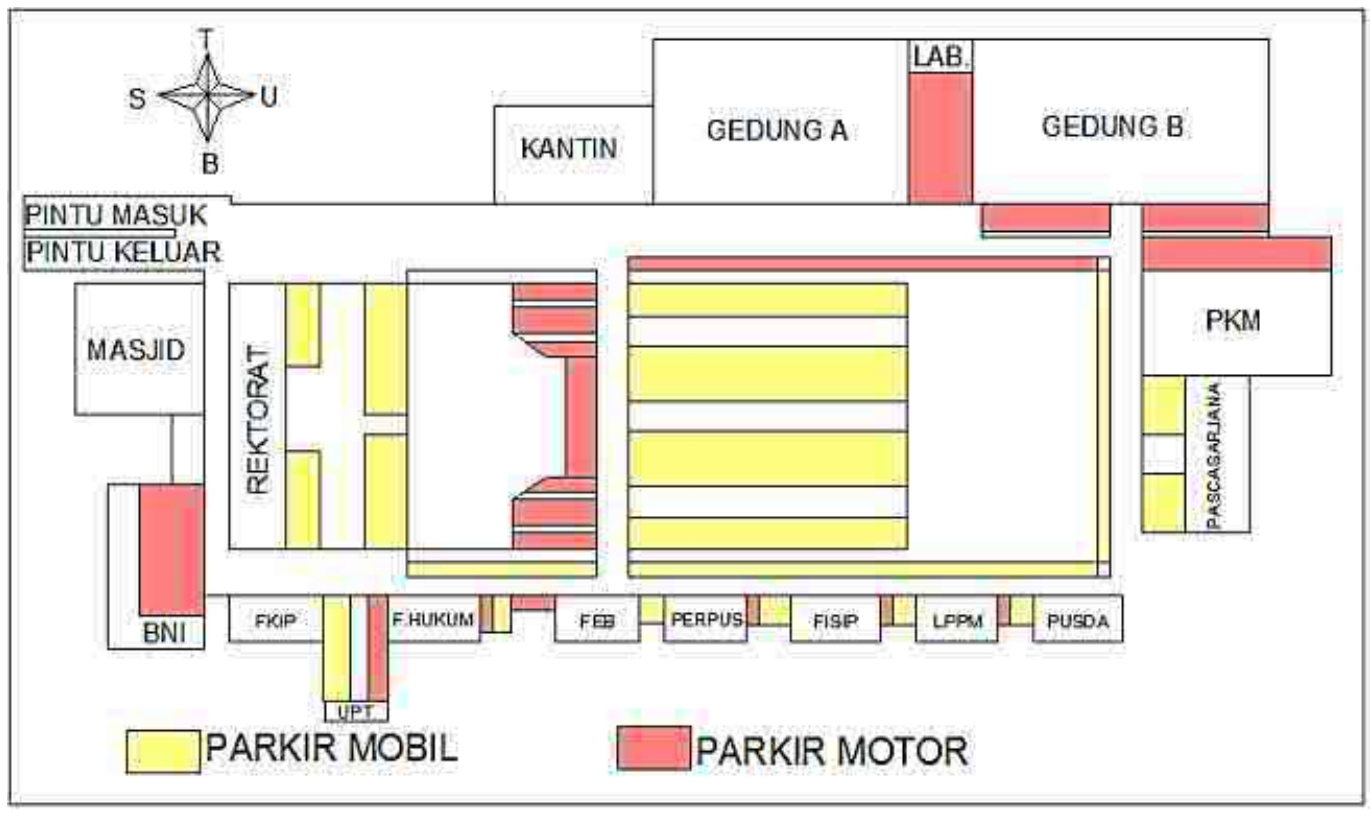 T
S
U
B
LAB.
KANTIN
GEDUNG A
GEDUNG B
PINTU MASUK
PINTU KELUAR
MASJID
REKTORAT
PKM
PASCASARJANA
BNI
FKIP
F.HUKUM
FEB
PERPUS
FISIP
LPPM
PUSDA
UPT
PARKIR MOBIL
PARKIR MOTOR